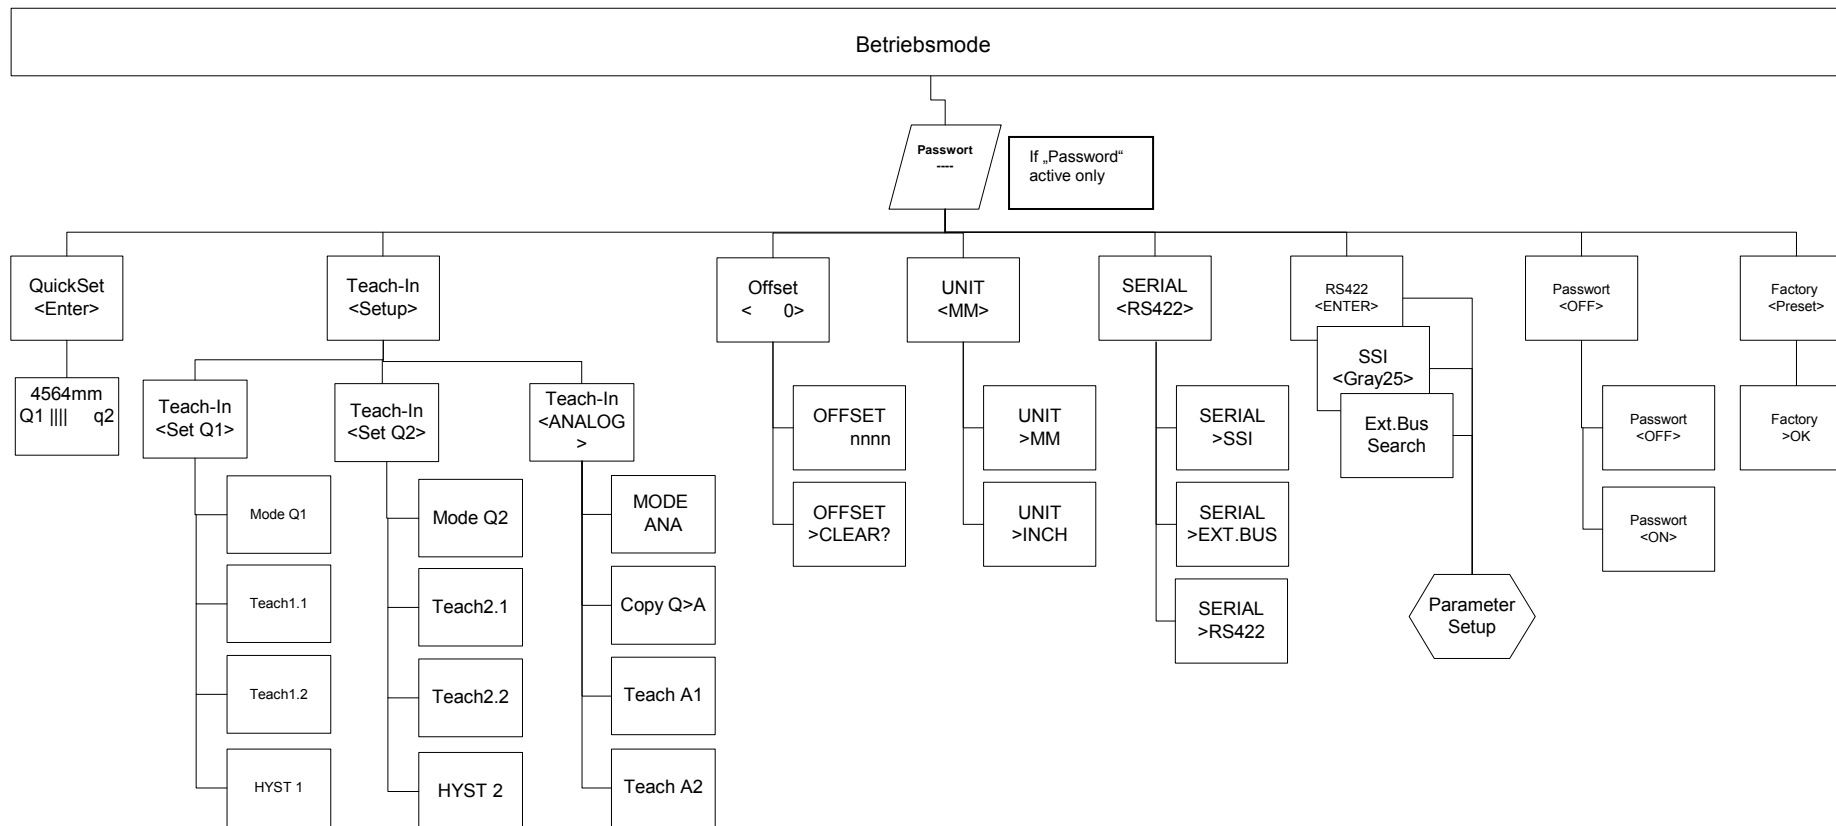 Betriebsmode
Passwort
----
If „Password“
active only
QuickSet
<Enter>
Teach-In
<Setup>
Offset
<      0>
UNIT
<MM>
SERIAL
<RS422>
RS422
<ENTER>
SSI
<Gray25>
Ext.Bus
Search
Passwort
<OFF>
Factory
<Preset>
4564mm
Q1 ||||      q2
Teach-In
<Set Q1>
Teach-In
<Set Q2>
Teach-In
<ANALOG
>
OFFSET
nnnn
OFFSET
>CLEAR?
UNIT
>MM
UNIT
>INCH
SERIAL
>SSI
SERIAL
>EXT.BUS
SERIAL
>RS422
Parameter
Setup
Passwort
<OFF>
Passwort
<ON>
Factory
>OK
Mode Q1
Teach1.1
Teach1.2
HYST 1
Mode Q2
Teach2.1
Teach2.2
HYST 2
MODE
ANA
Copy Q>A
Teach A1
Teach A2